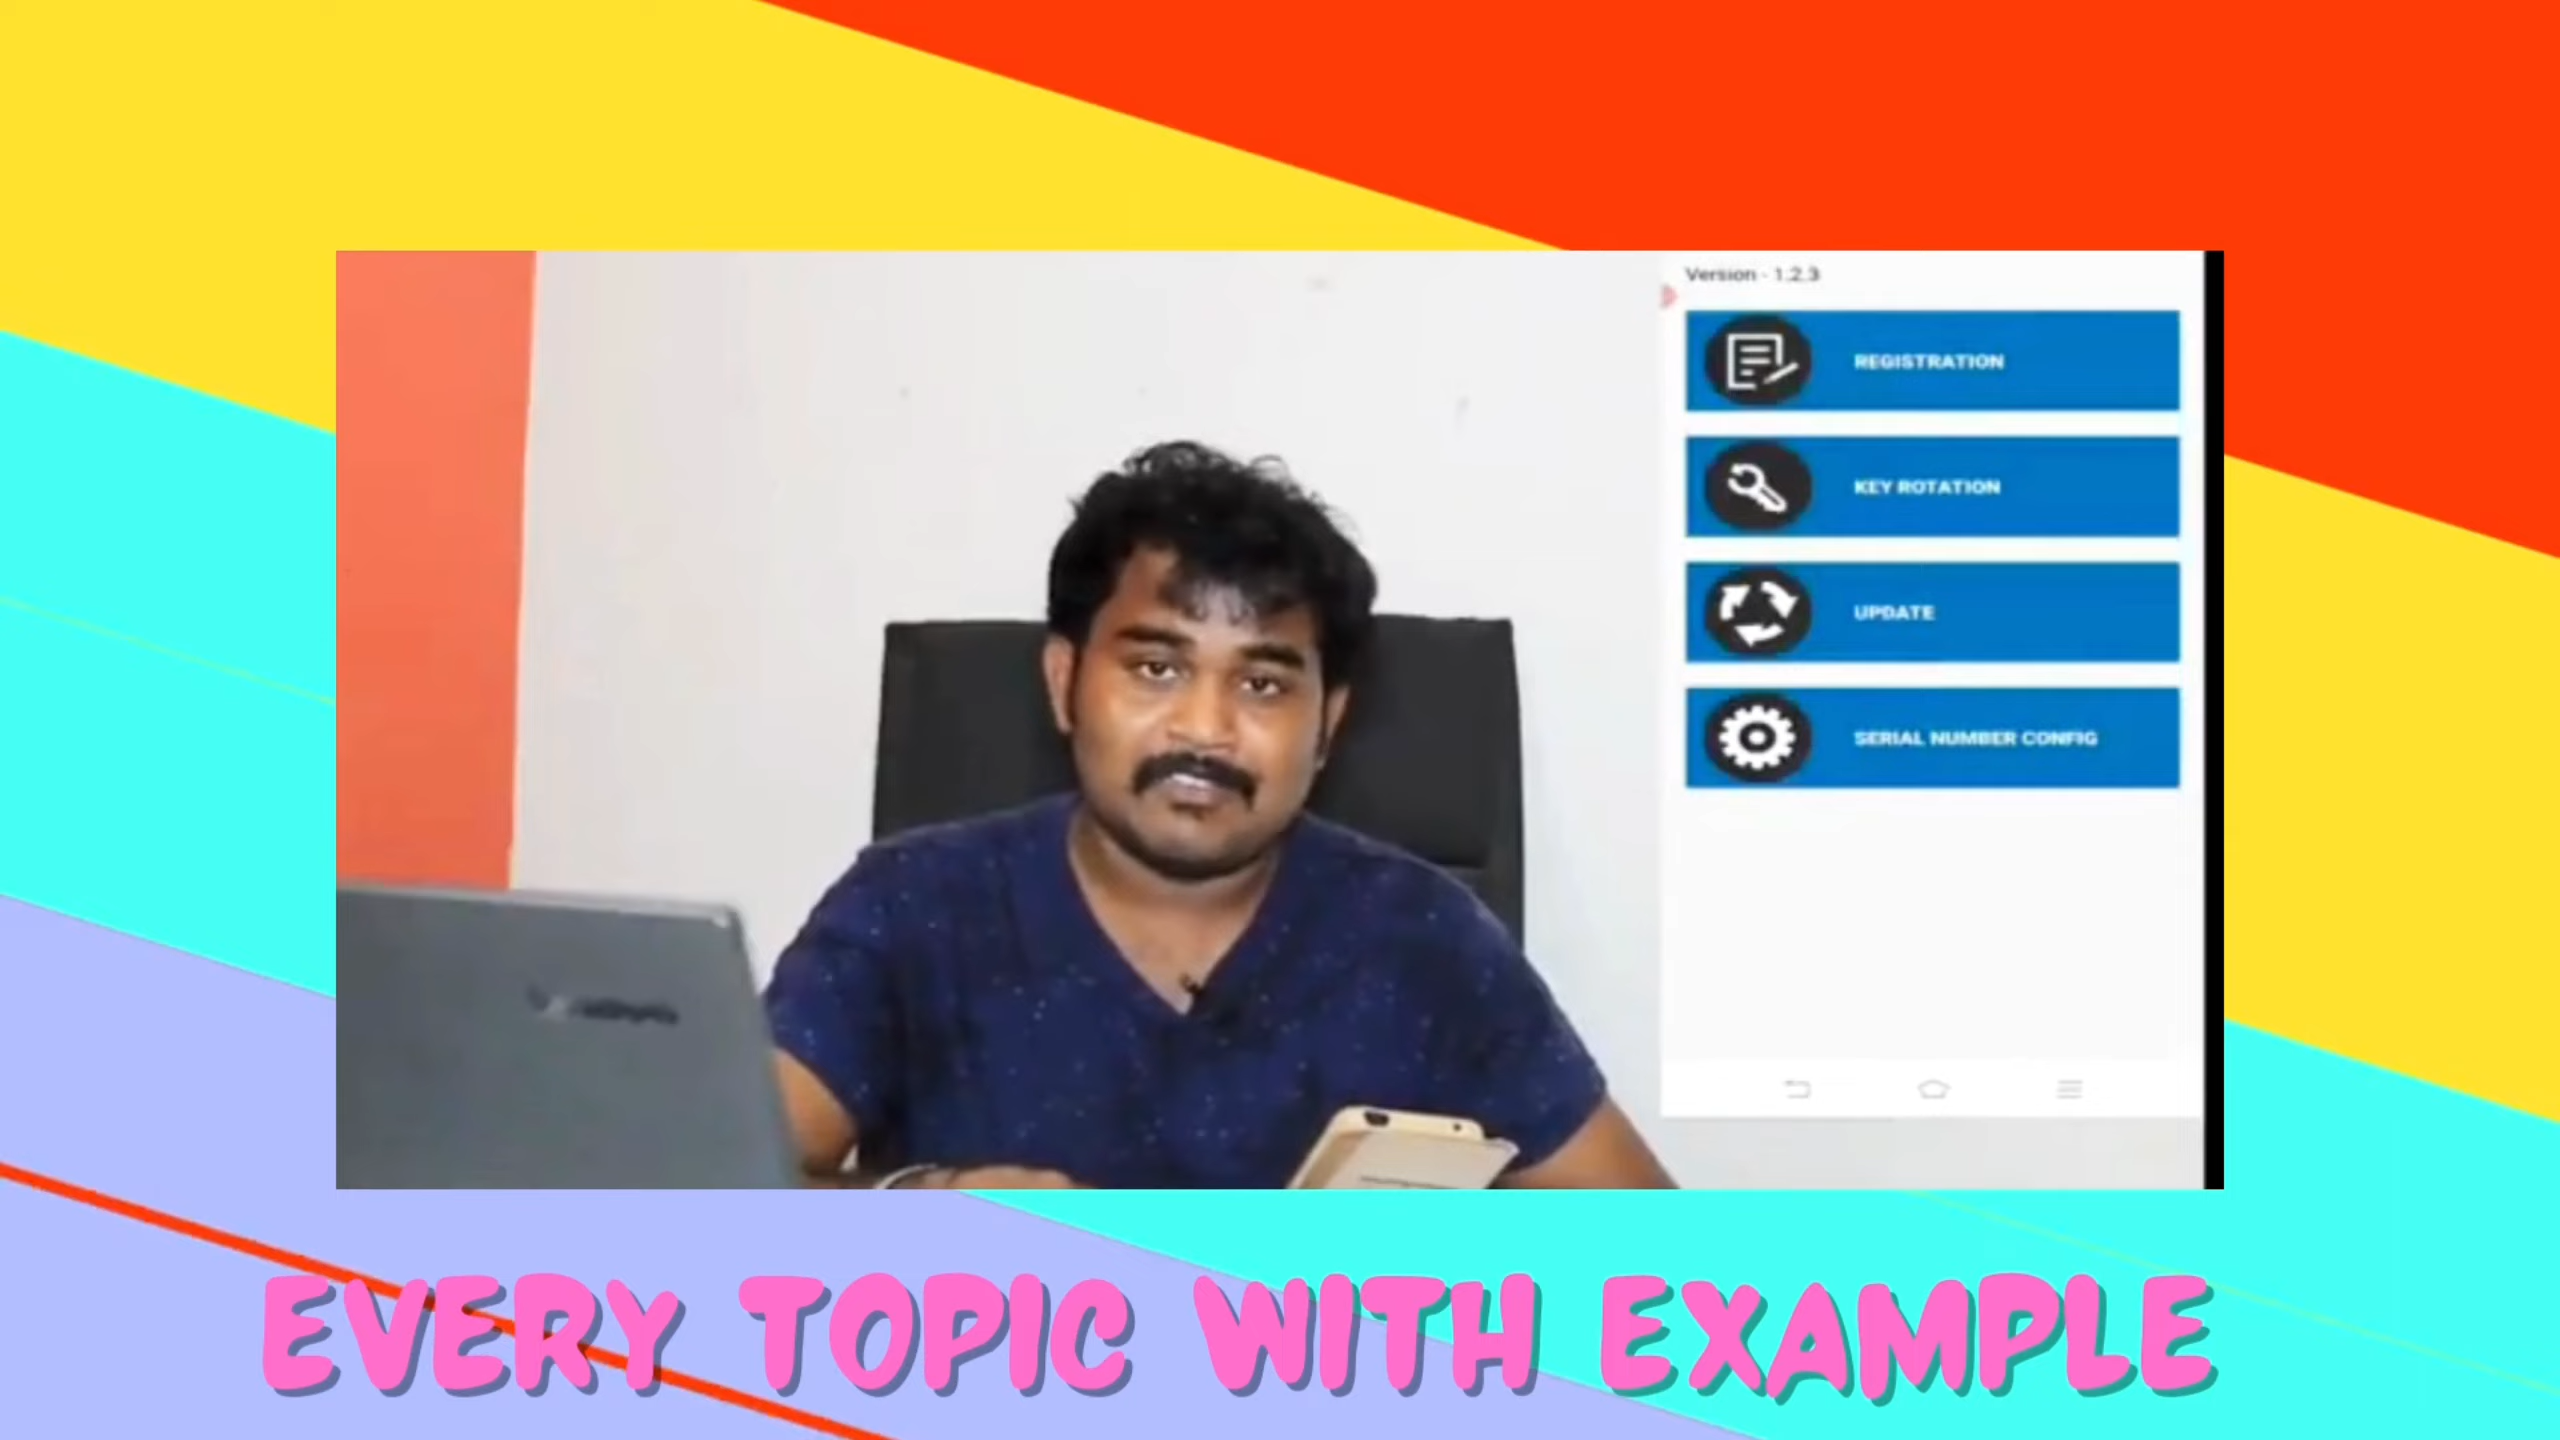 Version - 1.2.3
REGISTRATION
KEY ROTATION
UPDATE
SERIAL NUMBER CONFIG
EVERY TOPIC WITH EXAMPLE